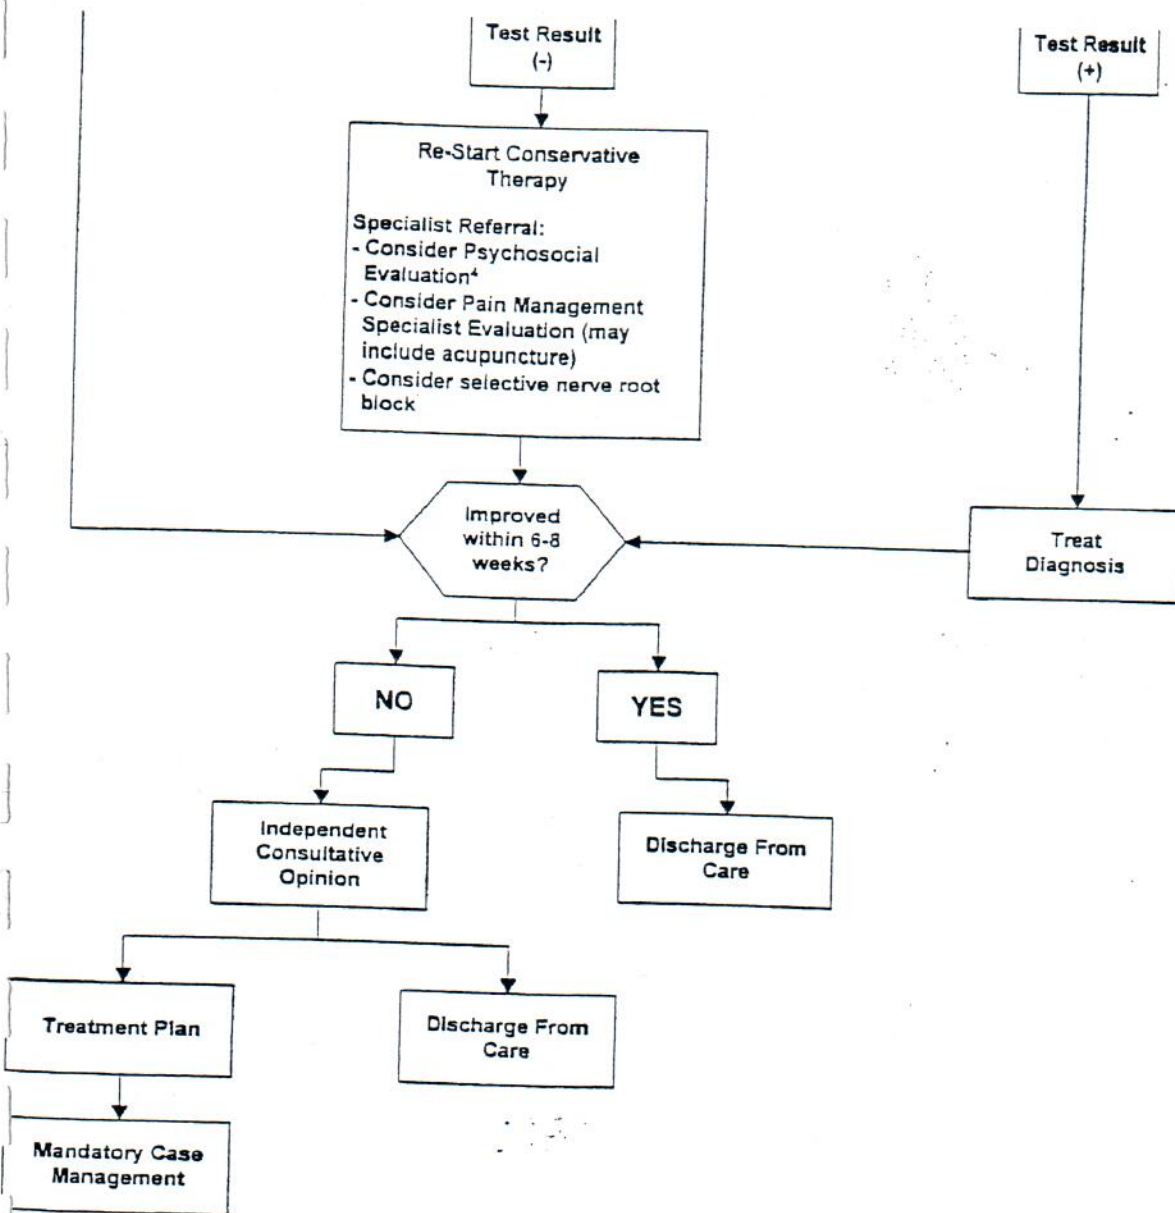 Test Result
(-)
Test Result
(+)
Re-Start Conservative
Therapy
Specialist Referral:
- Consider Psychosocial
Evaluation⁴
- Consider Pain Management
Specialist Evaluation (may
include acupuncture)
- Consider selective nerve root
block
Improved
within 6-8
weeks?
Treat
Diagnosis
NO
YES
Independent
Consultative
Opinion
Discharge From
Care
Treatment Plan
Discharge From
Care
Mandatory Case
Management